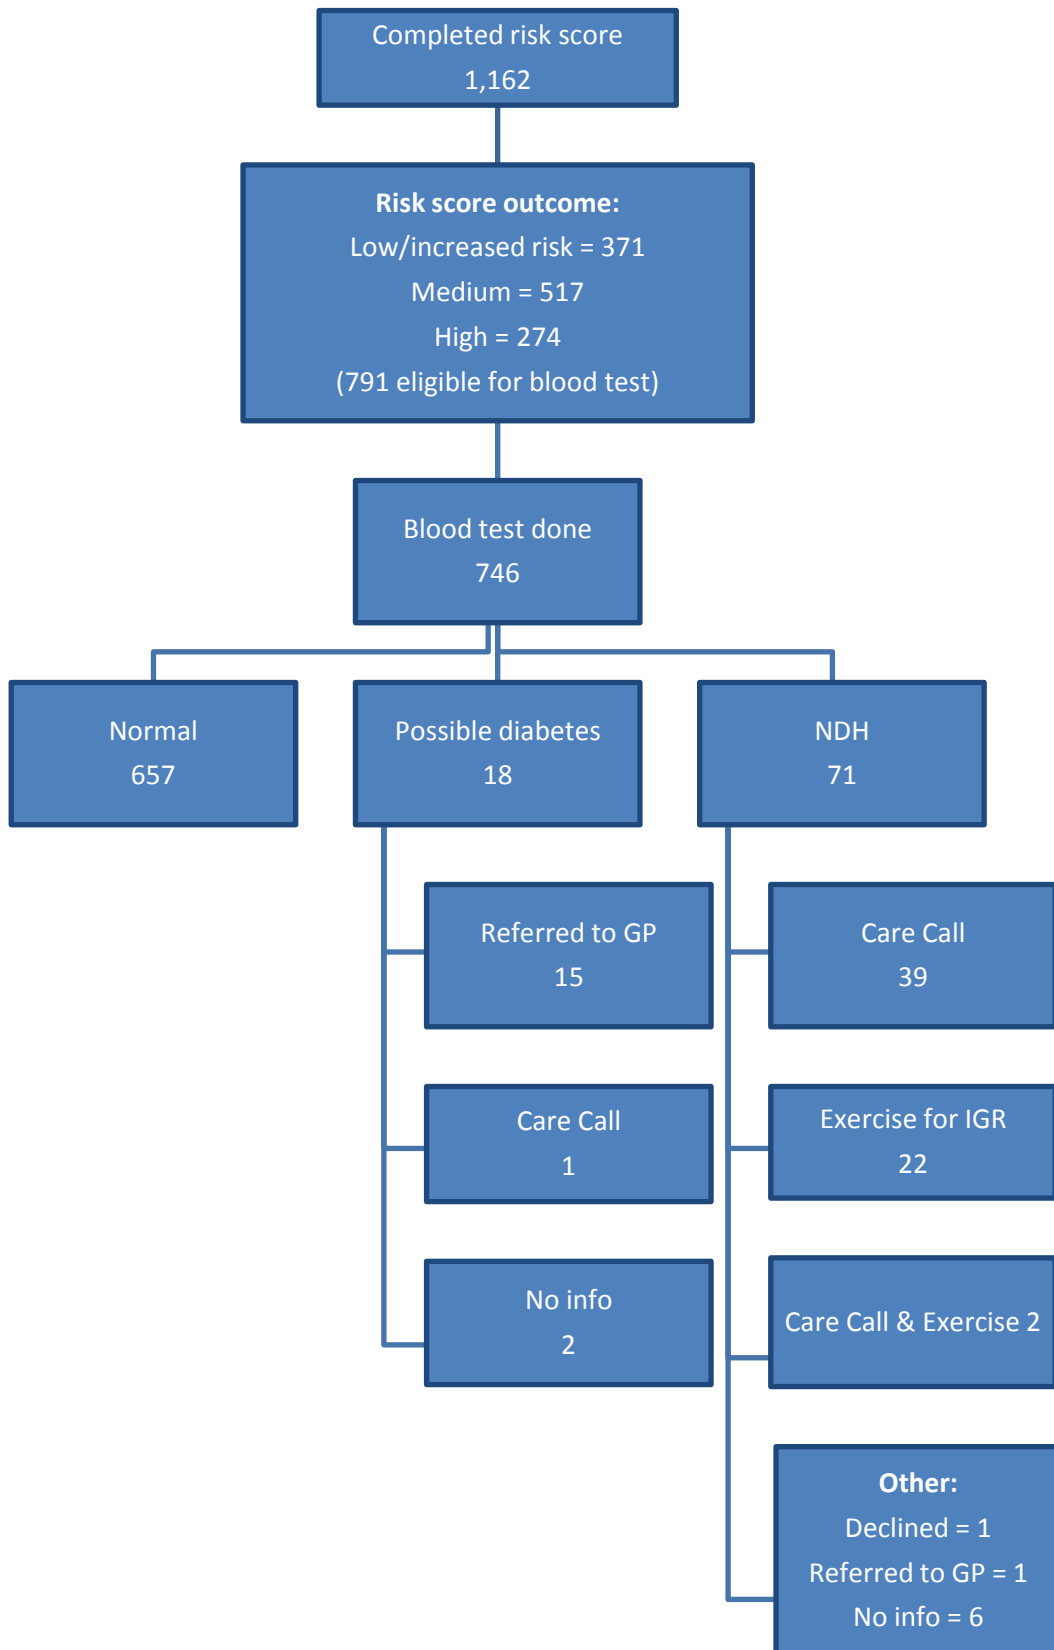 Completed risk score
1,162
Risk score outcome:
Low/increased risk = 371
Medium = 517
High = 274
(791 eligible for blood test)
Blood test done
746
Normal
657
Possible diabetes
18
NDH
71
Referred to GP
15
Care Call
1
No info
2
Care Call
39
Exercise for IGR
22
Care Call & Exercise 2
Other:
Declined = 1
Referred to GP = 1
No info = 6